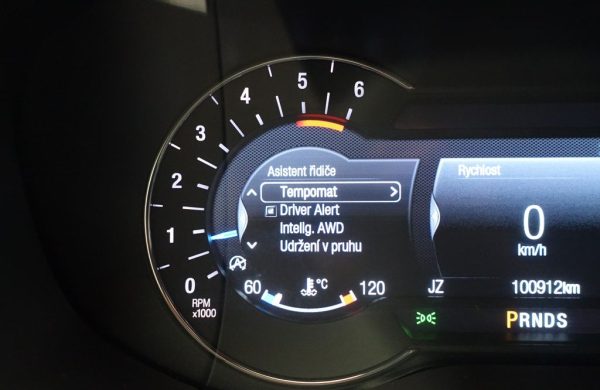 6
5
4
3
2
1
0
RPM
x1000
Asistent řidiče
Tempomat
Driver Alert
Intelig. AWD
Udržení v pruhu
60 °C 120
Rychlost
0
km/h
JZ 100912km
PRNDS